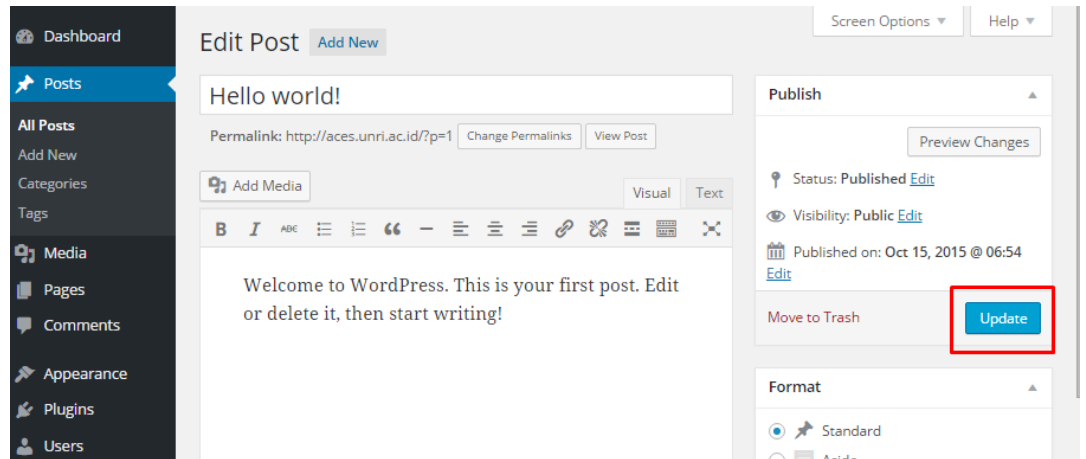 Screen Options
Help
Dashboard
Edit Post
Add New
Posts
Hello world!
Publish
All Posts
Permalink: http://aces.unri.ac.id/?p=1
Change Permalinks
View Post
Add New
Preview Changes
Categories
Add Media
Status: Published Edit
Visual
Text
Tags
Visibility: Public Edit
B I ABE
Media
Published on: Oct 15, 2015 @ 06:54
Edit
Welcome to WordPress. This is your first post. Edit
or delete it, then start writing!
Pages
Comments
Move to Trash
Update
Appearance
Format
Plugins
Standard
Users